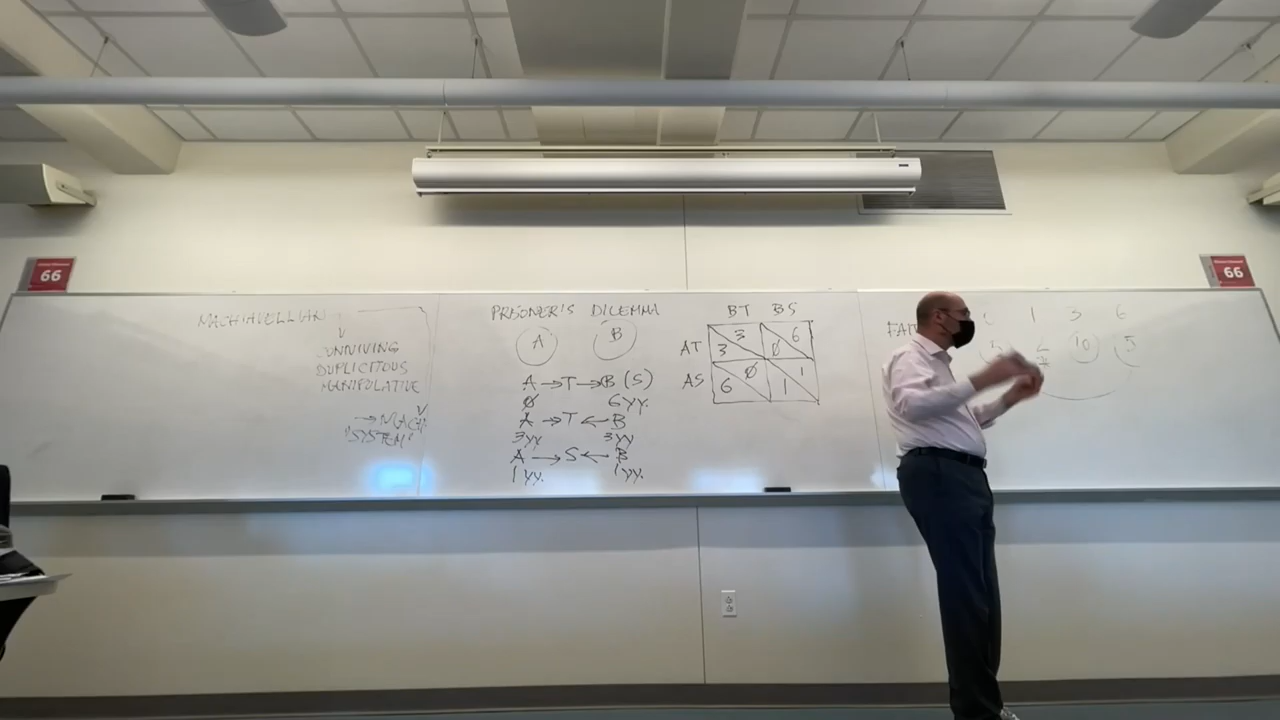 66
66
MACHIAVELLIAN
CONNIVING
DUPLICITOUS
MANIPULATIVE
→ MACH
"SYSTEM"
PRISONER'S DILEMMA
A B
A → T → B (S)
Ø 6yy.
A → T ← B
3yy 3yy
A → S ← B
1yy. 1yy.
BT BS
AT 3 3 Ø 6
AS 6 Ø 1 1
1 3 6
10 5